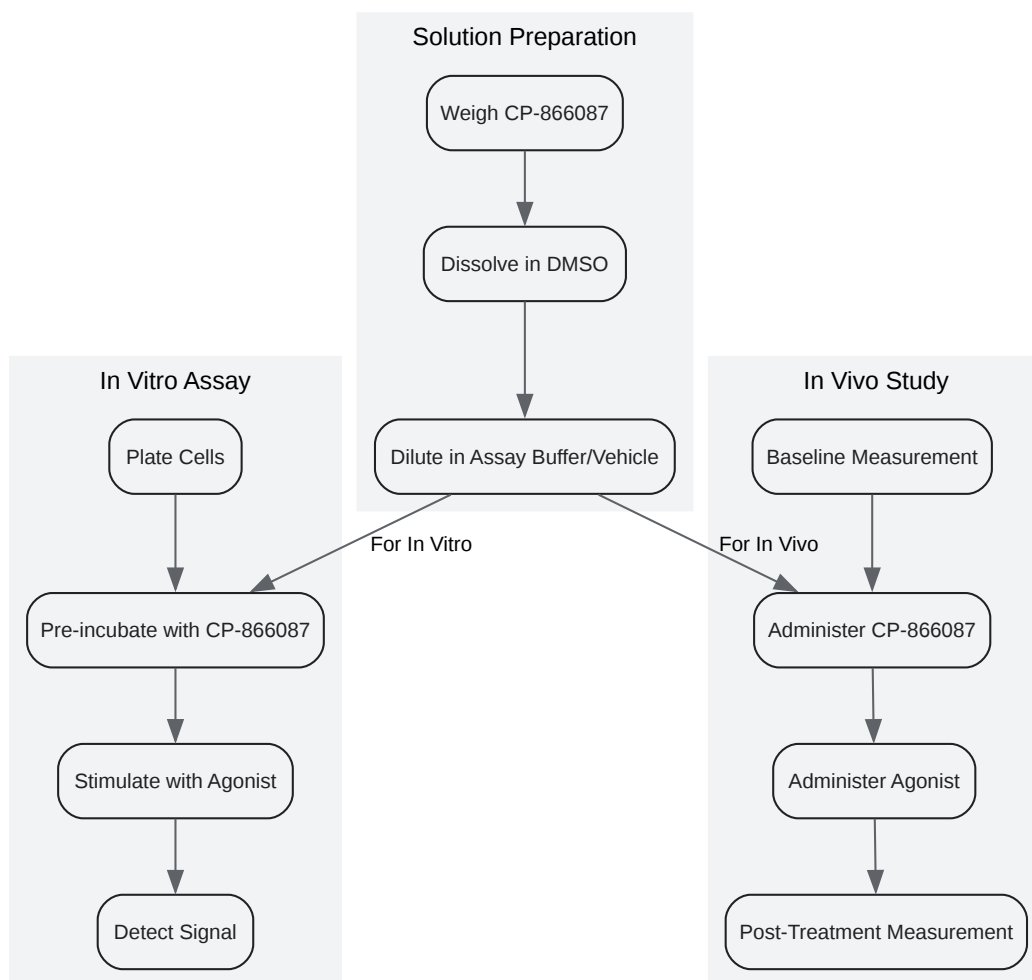 Solution Preparation
Weigh CP-866087
Dissolve in DMSO
Dilute in Assay Buffer/Vehicle
For In Vitro
For In Vivo
In Vitro Assay
Plate Cells
Pre-incubate with CP-866087
Stimulate with Agonist
Detect Signal
In Vivo Study
Baseline Measurement
Administer CP-866087
Administer Agonist
Post-Treatment Measurement